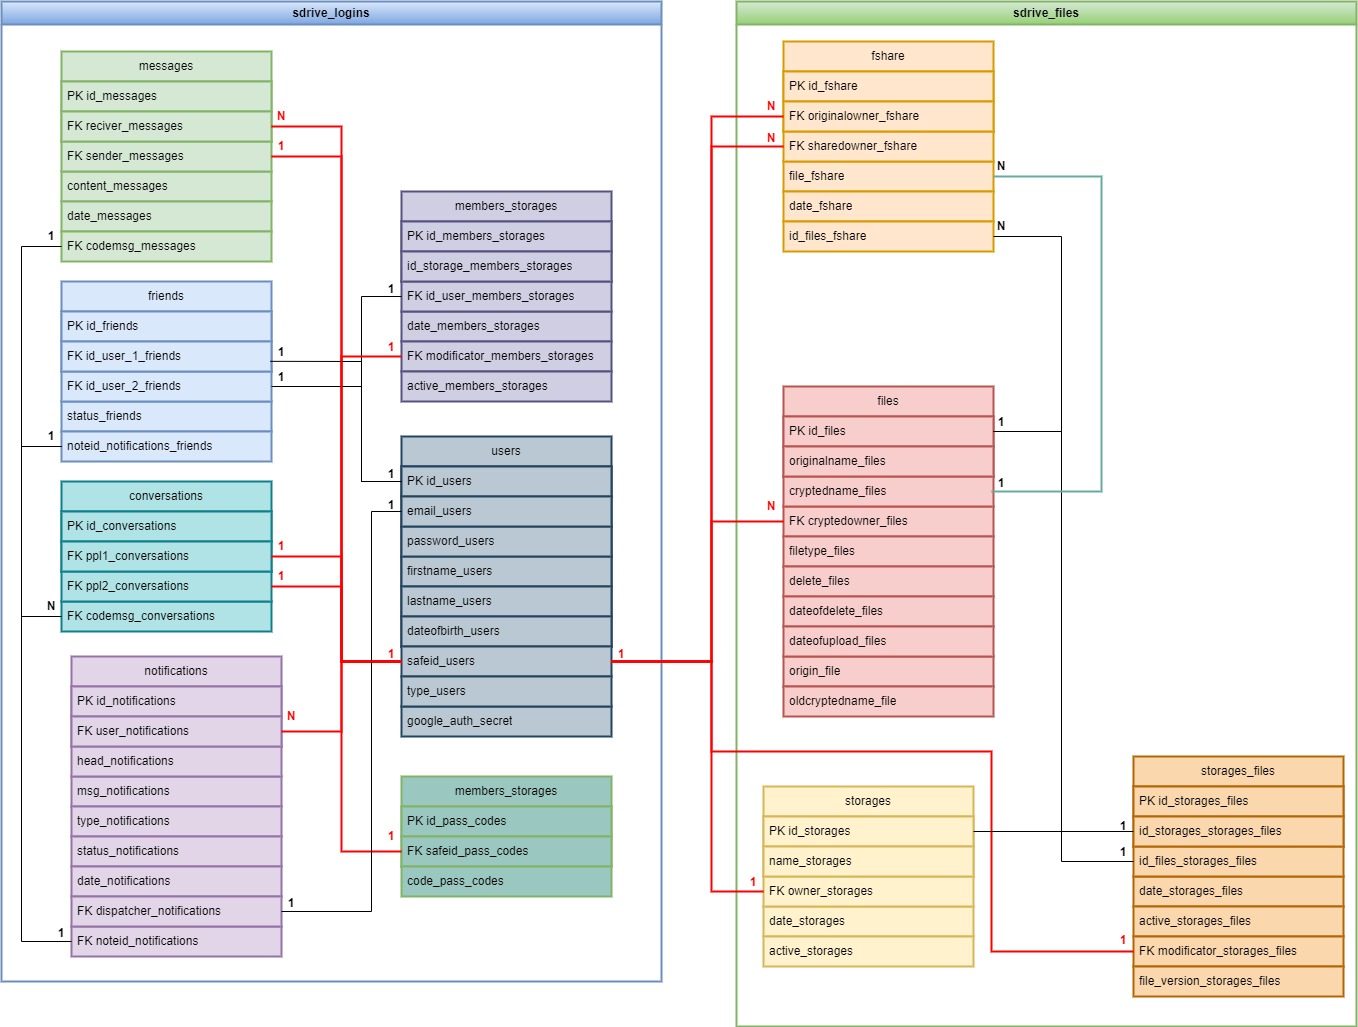 sdrive_logins
messages
PK id_messages
FK reciver_messages
N
FK sender_messages
1
content_messages
date_messages
1
FK codemsg_messages
friends
PK id_friends
FK id_user_1_friends
1
FK id_user_2_friends
1
status_friends
1
noteid_notifications_friends
conversations
PK id_conversations
FK ppl1_conversations
1
FK ppl2_conversations
1
N
FK codemsg_conversations
notifications
PK id_notifications
FK user_notifications
N
head_notifications
msg_notifications
type_notifications
status_notifications
date_notifications
FK dispatcher_notifications
1
1
FK noteid_notifications
members_storages
PK id_members_storages
id_storage_members_storages
1
FK id_user_members_storages
date_members_storages
1
FK modificator_members_storages
active_members_storages
users
1
PK id_users
1
email_users
password_users
firstname_users
lastname_users
dateofbirth_users
1
safeid_users
1
type_users
google_auth_secret
members_storages
PK id_pass_codes
1
FK safeid_pass_codes
code_pass_codes
sdrive_files
fshare
PK id_fshare
N
FK originalowner_fshare
N
FK sharedowner_fshare
file_fshare
N
date_fshare
id_files_fshare
N
files
PK id_files
1
originalname_files
cryptedname_files
1
N
FK cryptedowner_files
filetype_files
delete_files
dateofdelete_files
dateofupload_files
origin_file
oldcryptedname_file
storages
PK id_storages
name_storages
1
FK owner_storages
date_storages
active_storages
storages_files
PK id_storages_files
1
id_storages_storages_files
1
id_files_storages_files
date_storages_files
active_storages_files
1
FK modificator_storages_files
file_version_storages_files